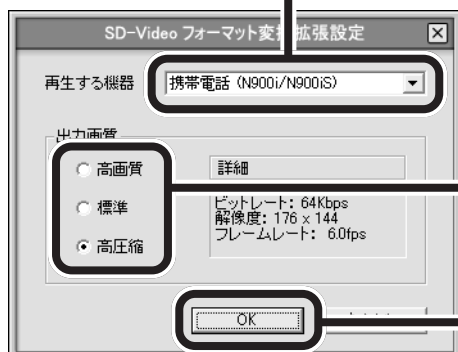 SD-Video フォーマット変換拡張設定
再生する機器
携帯電話 (N900i/N900iS)
出力画質
高画質
標準
高圧縮
詳細
ビットレート: 64Kbps
解像度: 176 x 144
フレームレート: 6.0fps
OK